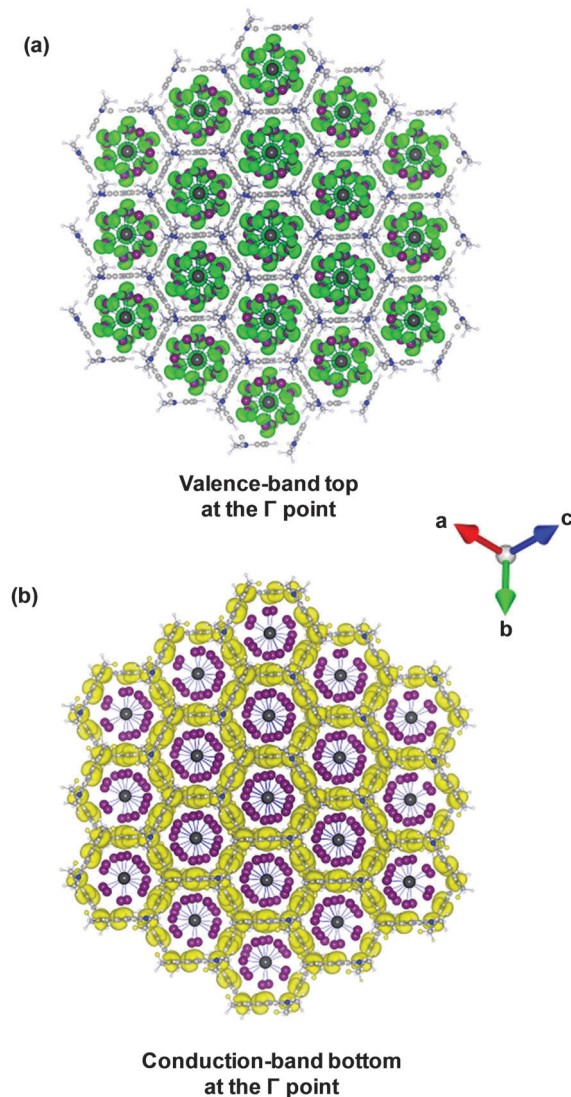 (a)
Valence-band top
at the Γ point
a
c
b
(b)
Conduction-band bottom
at the Γ point